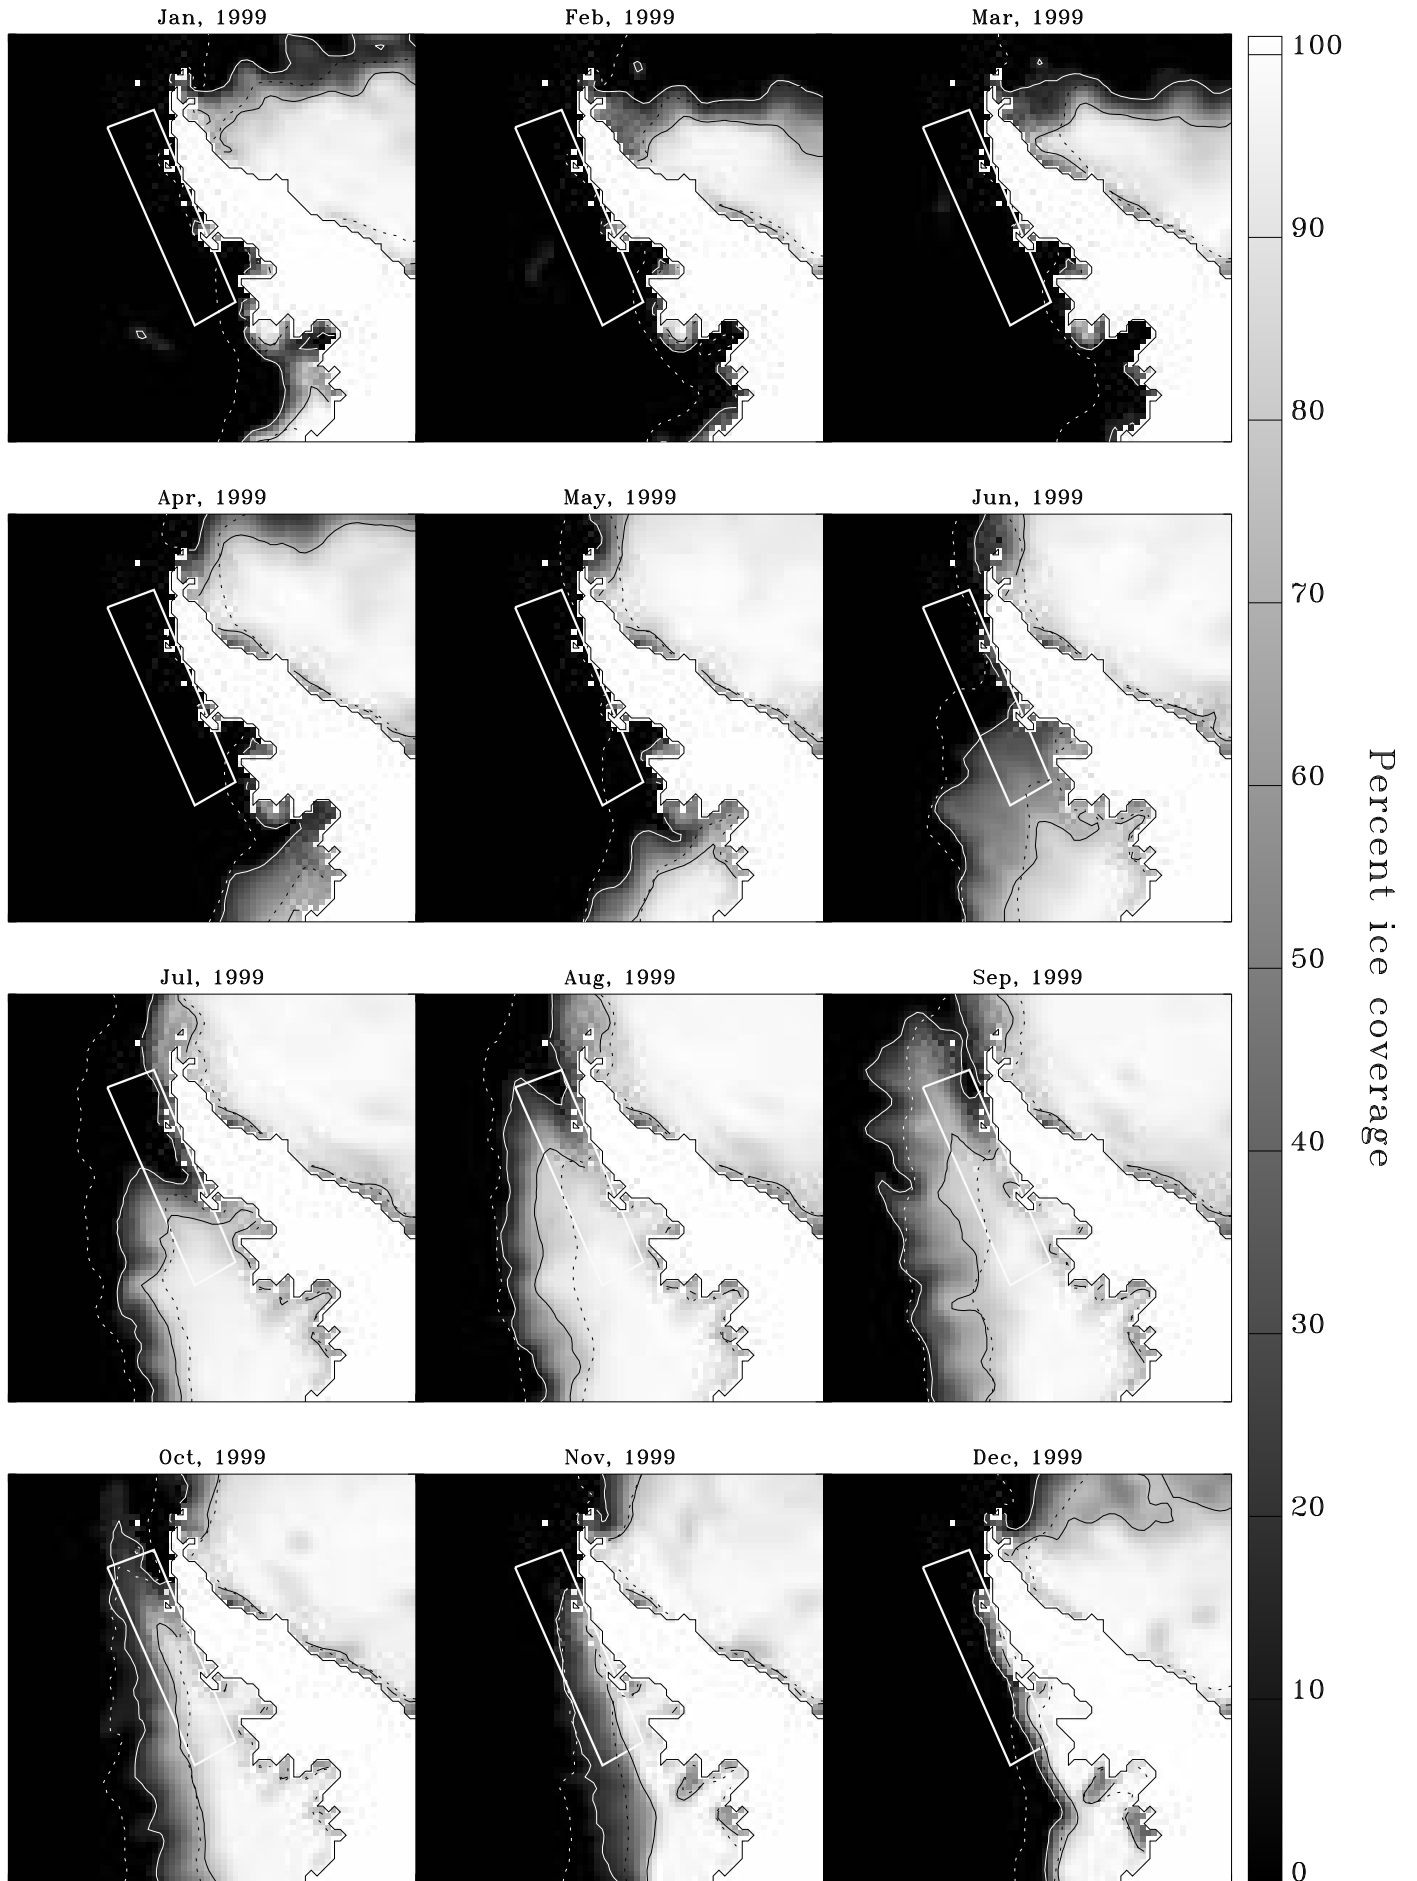 Jan, 1999
Feb, 1999
Mar, 1999
Apr, 1999
May, 1999
Jun, 1999
Jul, 1999
Aug, 1999
Sep, 1999
Oct, 1999
Nov, 1999
Dec, 1999
100
90
80
70
60
50
40
30
20
10
0
Percent ice coverage